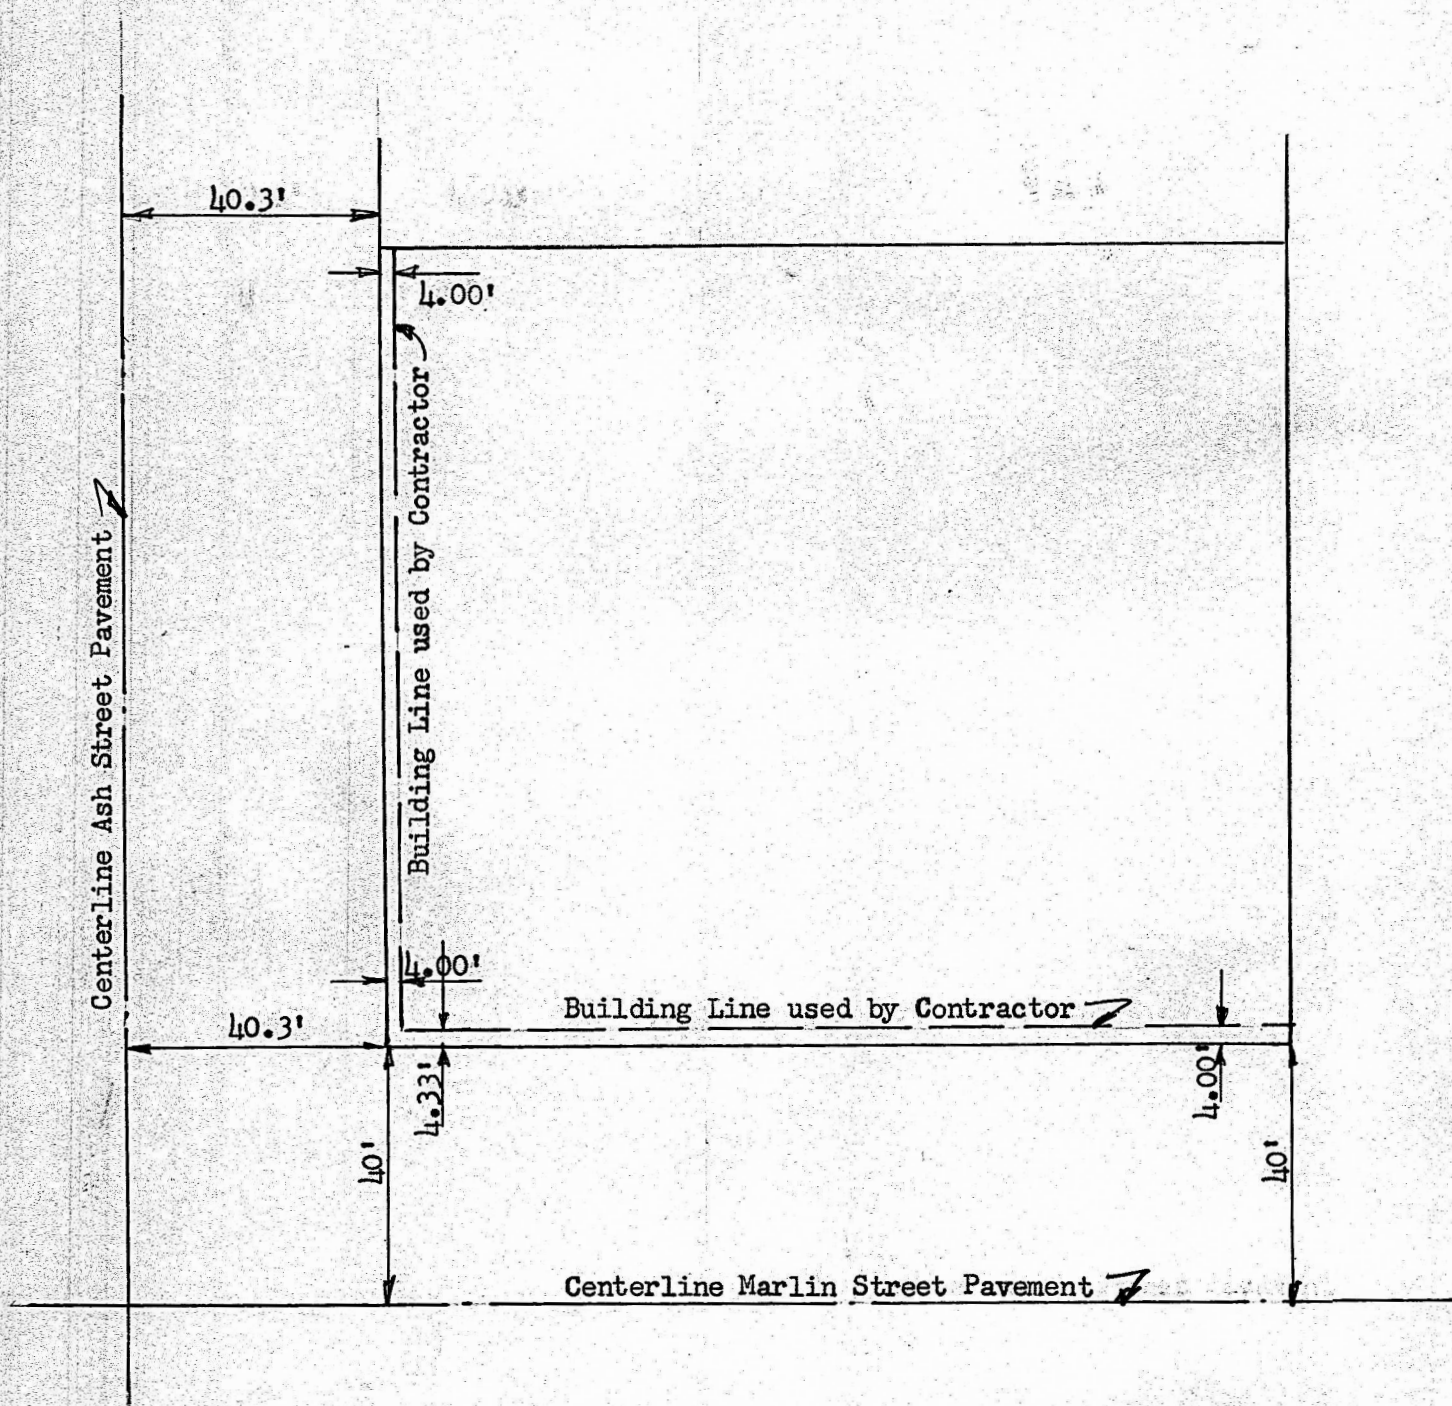 40.3'
4.00'
Building Line used by Contractor
Centerline Ash Street Pavement
4.00'
Building Line used by Contractor
40.3'
4.33'
4.00'
40'
40'
Centerline Marlin Street Pavement